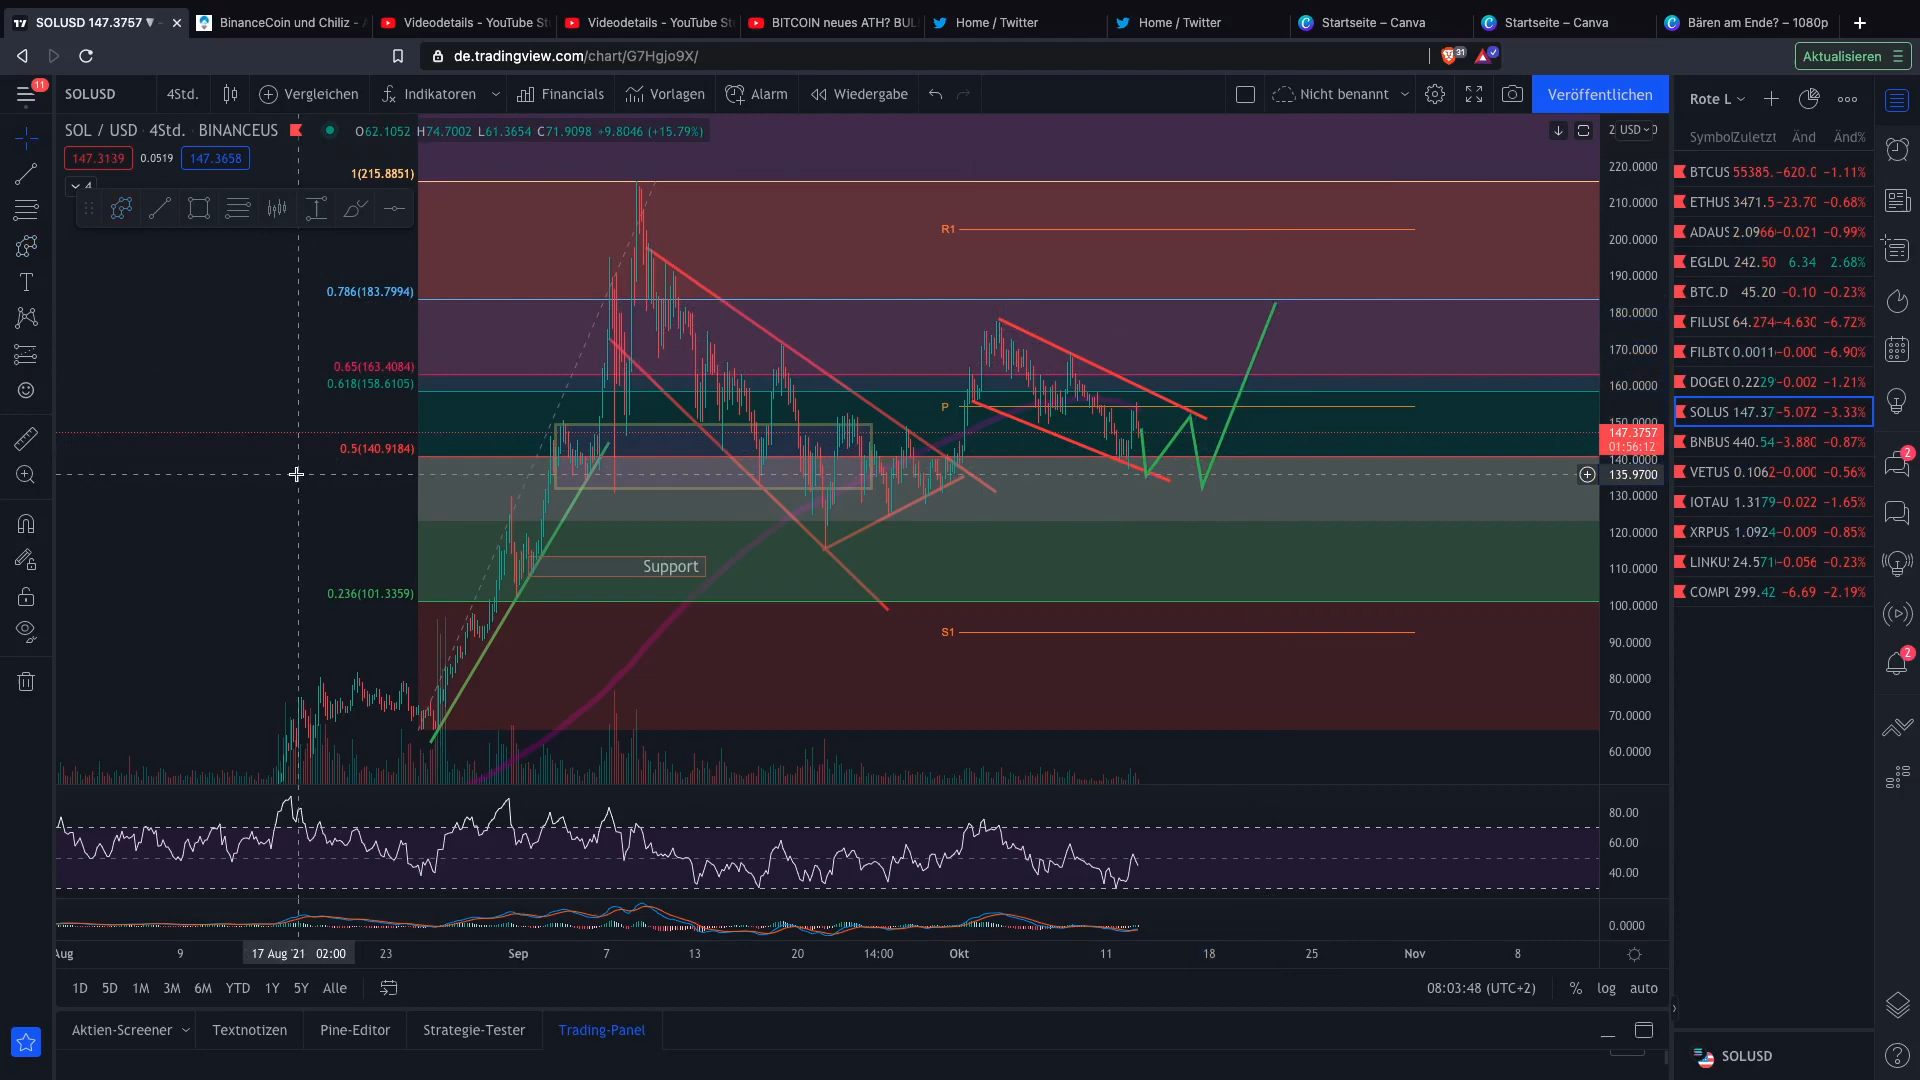 SOLUSD 147.3757 ▼
BinanceCoin und Chiliz -
Videodetails - YouTube St
Videodetails - YouTube Stu
BITCOIN neues ATH? BUL
Home / Twitter
Home / Twitter
Startseite – Canva
Startseite – Canva
Bären am Ende? – 1080p
de.tradingview.com/chart/G7Hgjo9X/
31
Aktualisieren
11
SOLUSD
4Std.
Vergleichen
Indikatoren
Financials
Vorlagen
Alarm
Wiedergabe
Nicht benannt
Veröffentlichen
Rote L
SOL / USD · 4Std. · BINANCEUS
O62.1052 H74.7002 L61.3654 C71.9098 +9.8046 (+15.79%)
USD
Symbol Zuletzt Änd Änd%
147.3139 0.0519 147.3658
4
1(215.8851)
0.786(183.7994)
0.65(163.4084)
0.618(158.6105)
0.5(140.9184)
0.236(101.3359)
R1
P
S1
Support
220.0000
210.0000
200.0000
190.0000
180.0000
170.0000
160.0000
150.0000
147.3757
01:56:12
140.0000
135.9700
130.0000
120.0000
110.0000
100.0000
90.0000
80.0000
70.0000
60.0000
80.00
60.00
40.00
0.0000
BTCUS 55385. -620.0 -1.11%
ETHUS 3471.5 -23.70 -0.68%
ADAUS 2.0966 -0.021 -0.99%
EGLDU 242.50 6.34 2.68%
BTC.D 45.20 -0.10 -0.23%
FILUSD 64.274 -4.630 -6.72%
FILBTC 0.0011 -0.000 -6.90%
DOGEU 0.2229 -0.002 -1.21%
SOLUS 147.37 -5.072 -3.33%
BNBUS 440.54 -3.880 -0.87%
VETUS 0.1062 -0.000 -0.56%
IOTAU 1.3179 -0.022 -1.65%
XRPUS 1.0924 -0.009 -0.85%
LINKU 24.571 -0.056 -0.23%
COMPU 299.42 -6.69 -2.19%
2
2
Aug 9 17 Aug '21 02:00 23 Sep 7 13 20 14:00 Okt 11 18 25 Nov 8
1D 5D 1M 3M 6M YTD 1Y 5Y Alle
08:03:48 (UTC+2) % log auto
Aktien-Screener
Textnotizen
Pine-Editor
Strategie-Tester
Trading-Panel
SOLUSD